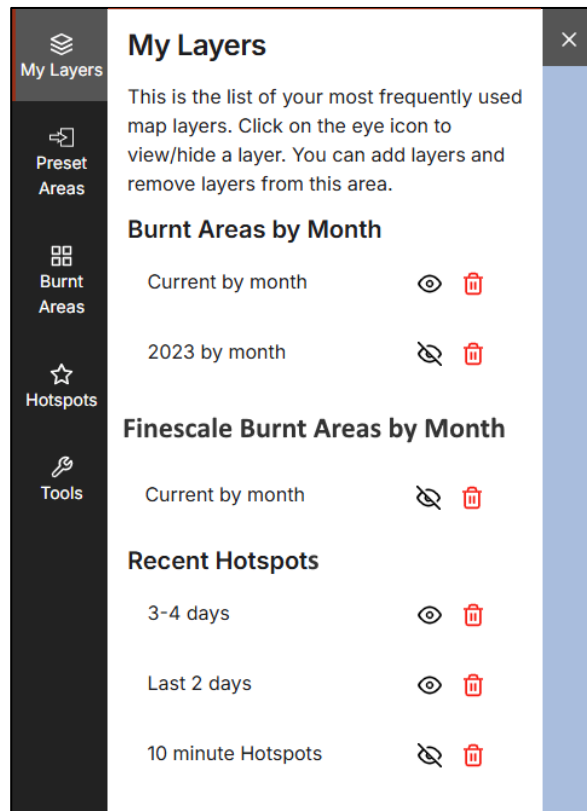 My Layers
Preset
Areas
Burnt
Areas
Hotspots
Tools
My Layers
This is the list of your most frequently used
map layers. Click on the eye icon to
view/hide a layer. You can add layers and
remove layers from this area.
Burnt Areas by Month
Current by month
2023 by month
Finescale Burnt Areas by Month
Current by month
Recent Hotspots
3-4 days
Last 2 days
10 minute Hotspots